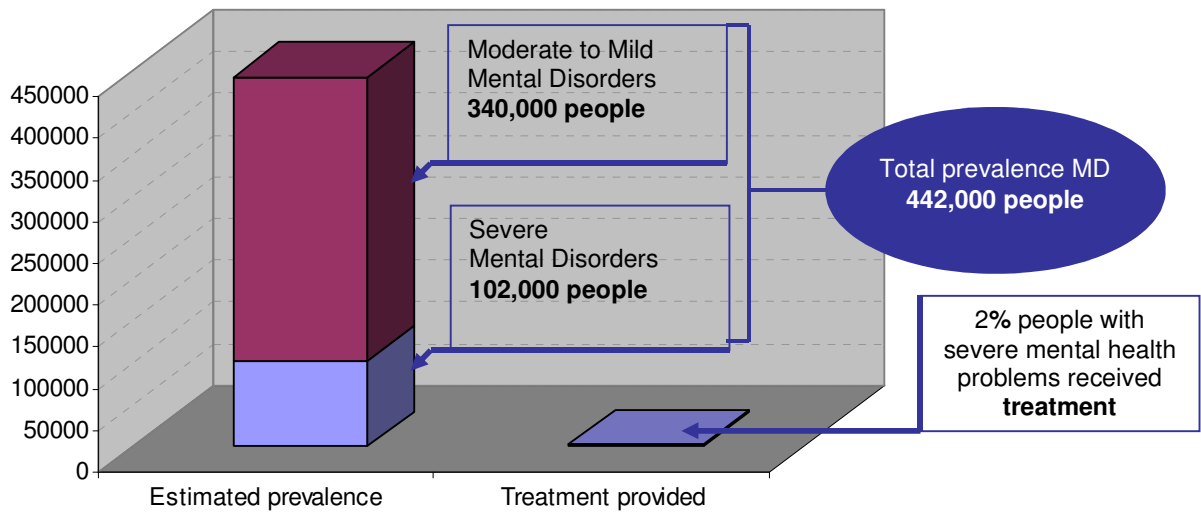 450000
400000
350000
300000
250000
200000
150000
100000
50000
0
Estimated prevalence
Treatment provided
Moderate to Mild
Mental Disorders
340,000 people
Severe
Mental Disorders
102,000 people
Total prevalence MD
442,000 people
2% people with
severe mental health
problems received
treatment